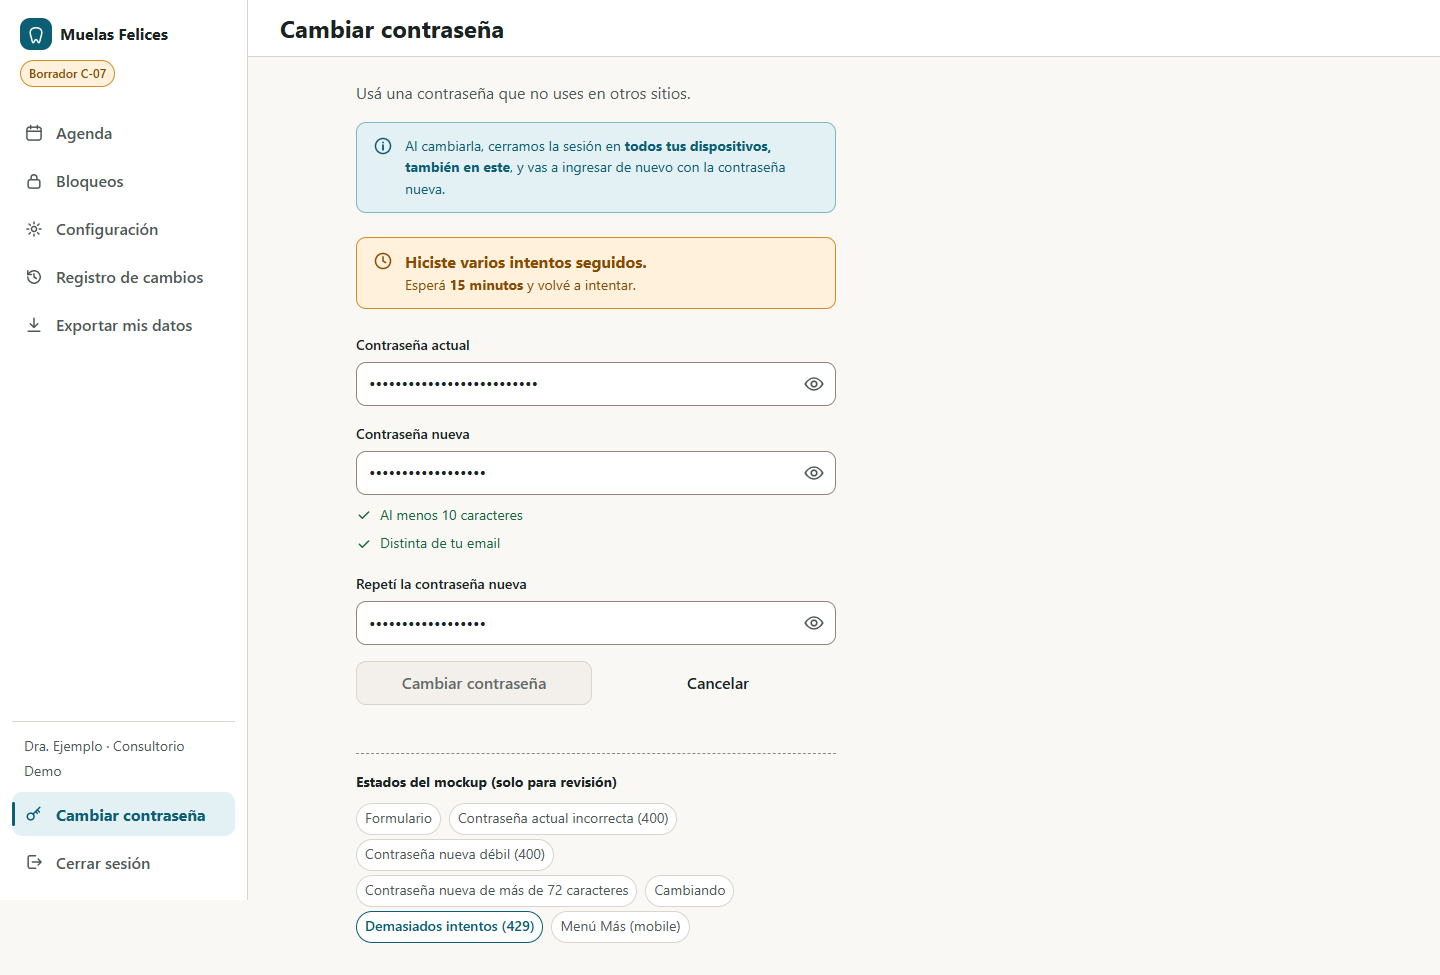 Muelas Felices
Borrador C-07
Agenda
Bloqueos
Configuración
Registro de cambios
Exportar mis datos
Dra. Ejemplo · Consultorio
Demo
Cambiar contraseña
Cerrar sesión
Cambiar contraseña
Usá una contraseña que no uses en otros sitios.
Al cambiarla, cerramos la sesión en todos tus dispositivos,
también en este, y vas a ingresar de nuevo con la contraseña
nueva.
Hiciste varios intentos seguidos.
Esperá 15 minutos y volvé a intentar.
Contraseña actual
••••••••••••••••••••••••••
Contraseña nueva
••••••••••••••••••
Al menos 10 caracteres
Distinta de tu email
Repetí la contraseña nueva
••••••••••••••••••
Cambiar contraseña Cancelar
Estados del mockup (solo para revisión)
Formulario Contraseña actual incorrecta (400)
Contraseña nueva débil (400)
Contraseña nueva de más de 72 caracteres Cambiando
Demasiados intentos (429) Menú Más (mobile)